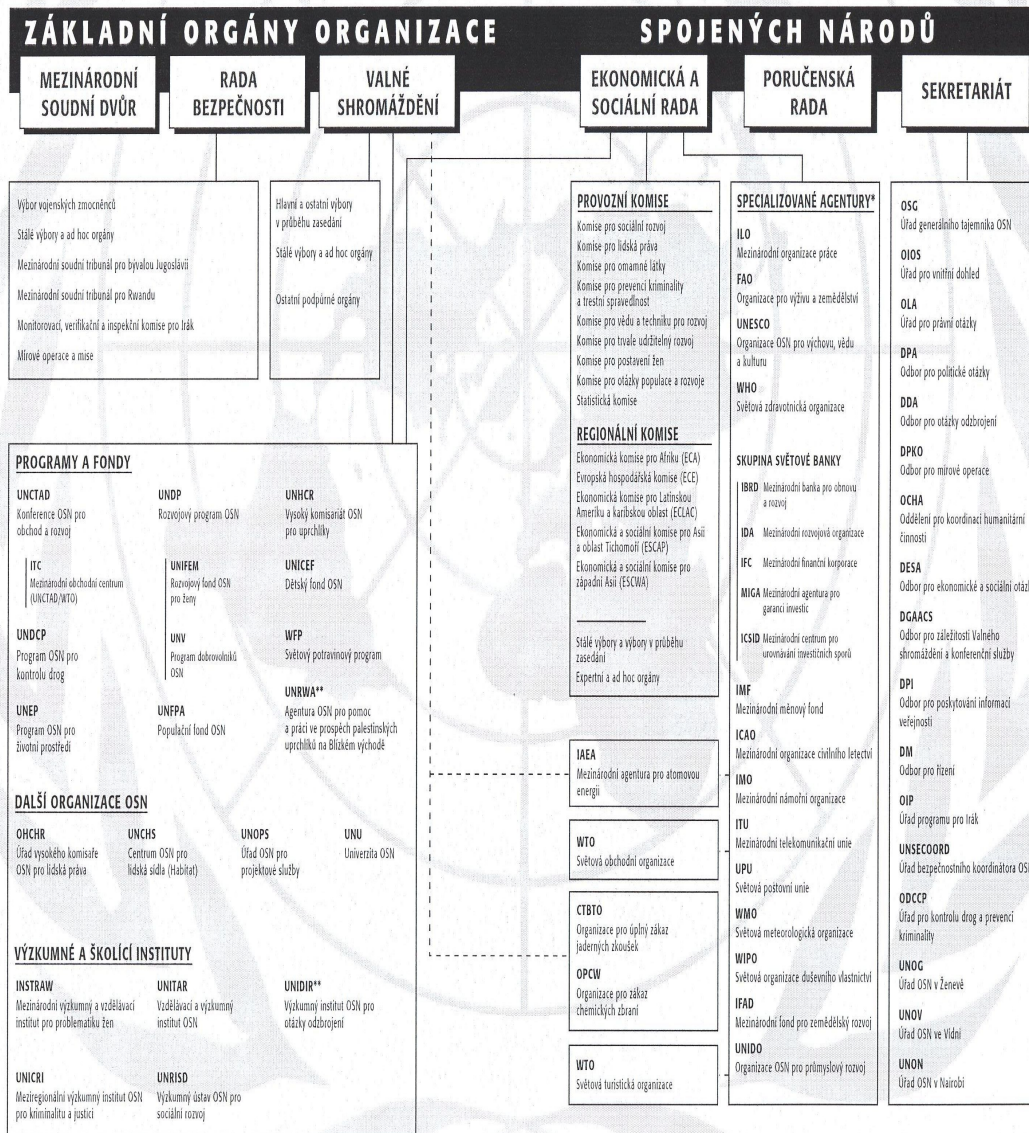 ZÁKLADNÍ ORGÁNY ORGANIZACE SPOJENÝCH NÁRODŮ
MEZINÁRODNÍ
SOUDNÍ DVŮR
RADA
BEZPEČNOSTI
VALNÉ
SHROMÁŽDĚNÍ
EKONOMICKÁ A
SOCIÁLNÍ RADA
PORUČENSKÁ
RADA
SEKRETARIÁT
Výbor vojenských zmocněnců
Stálé výbory a ad hoc orgány
Mezinárodní soudní tribunál pro bývalou Jugoslávii
Mezinárodní soudní tribunál pro Rwandu
Monitorovací, verifikační a inspekční komise pro Irák
Mírové operace a mise
Hlavní a ostatní výbory
v průběhu zasedání
Stálé výbory a ad hoc orgány
Ostatní podpůrné orgány
PROGRAMY A FONDY
UNCTAD
Konference OSN pro
obchod a rozvoj
ITC
Mezinárodní obchodní centrum
(UNCTAD/WTO)
UNDCP
Program OSN pro
kontrolu drog
UNEP
Program OSN pro
životní prostředí
UNDP
Rozvojový program OSN
UNIFEM
Rozvojový fond OSN
pro ženy
UNV
Program dobrovolníků
OSN
UNFPA
Populační fond OSN
UNHCR
Vysoký komisariát OSN
pro uprchlíky
UNICEF
Dětský fond OSN
WFP
Světový potravinový program
UNRWA**
Agentura OSN pro pomoc
a práci ve prospěch palestinských
uprchlíků na Blízkém východě
DALŠÍ ORGANIZACE OSN
OHCHR
Úřad vysokého komisaře
OSN pro lidská práva
UNCHS
Centrum OSN pro
lidská sídla (Habitat)
UNOPS
Úřad OSN pro
projektové služby
UNU
Univerzita OSN
VÝZKUMNÉ A ŠKOLÍCÍ INSTITUTY
INSTRAW
Mezinárodní výzkumný a vzdělávací
institut pro problematiku žen
UNITAR
Vzdělávací a výzkumný
institut OSN
UNIDIR**
Výzkumný institut OSN pro
otázky odzbrojení
UNICRI
Meziregionální výzkumný institut OSN
pro kriminalitu a justici
UNRISD
Výzkumný ústav OSN pro
sociální rozvoj
PROVOZNÍ KOMISE
Komise pro sociální rozvoj
Komise pro lidská práva
Komise pro omamné látky
Komise pro prevenci kriminality
a trestní spravedlnost
Komise pro vědu a techniku pro rozvoj
Komise pro trvale udržitelný rozvoj
Komise pro postavení žen
Komise pro otázky populace a rozvoje
Statistická komise
REGIONÁLNÍ KOMISE
Ekonomická komise pro Afriku (ECA)
Evropská hospodářská komise (ECE)
Ekonomická komise pro Latinskou
Ameriku a karibskou oblast (ECLAC)
Ekonomická a sociální komise pro Asii
a oblast Tichomoří (ESCAP)
Ekonomická a sociální komise pro
západní Asii (ESCWA)
Stálé výbory a výbory v průběhu
zasedání
Expertní a ad hoc orgány
IAEA
Mezinárodní agentura pro atomovou
energii
WTO
Světová obchodní organizace
CTBTO
Organizace pro úplný zákaz
jaderných zkoušek
OPCW
Organizace pro zákaz
chemických zbraní
WTO
Světová turistická organizace
SPECIALIZOVANÉ AGENTURY*
ILO
Mezinárodní organizace práce
FAO
Organizace pro výživu a zemědělství
UNESCO
Organizace OSN pro výchovu, vědu
a kulturu
WHO
Světová zdravotnická organizace
SKUPINA SVĚTOVÉ BANKY
IBRD Mezinárodní banka pro obnovu
a rozvoj
IDA Mezinárodní rozvojová organizace
IFC Mezinárodní finanční korporace
MIGA Mezinárodní agentura pro
garanci investic
ICSID Mezinárodní centrum pro
urovnávání investičních sporů
IMF
Mezinárodní měnový fond
ICAO
Mezinárodní organizace civilního letectví
IMO
Mezinárodní námořní organizace
ITU
Mezinárodní telekomunikační unie
UPU
Světová poštovní unie
WMO
Světová meteorologická organizace
WIPO
Světová organizace duševního vlastnictví
IFAD
Mezinárodní fond pro zemědělský rozvoj
UNIDO
Organizace OSN pro průmyslový rozvoj
OSG
Úřad generálního tajemníka OSN
OIOS
Úřad pro vnitřní dohled
OLA
Úřad pro právní otázky
DPA
Odbor pro politické otázky
DDA
Odbor pro otázky odzbrojení
DPKO
Odbor pro mírové operace
OCHA
Oddělení pro koordinaci humanitární
činnosti
DESA
Odbor pro ekonomické a sociální otáz
DGAACS
Odbor pro záležitosti Valného
shromáždění a konferenční služby
DPI
Odbor pro poskytování informací
veřejnosti
DM
Odbor pro řízení
OIP
Úřad programu pro Irák
UNSECOORD
Úřad bezpečnostního koordinátora OS
ODCCP
Úřad pro kontrolu drog a prevenci
kriminality
UNOG
Úřad OSN v Ženevě
UNOV
Úřad OSN ve Vídni
UNON
Úřad OSN v Nairobi